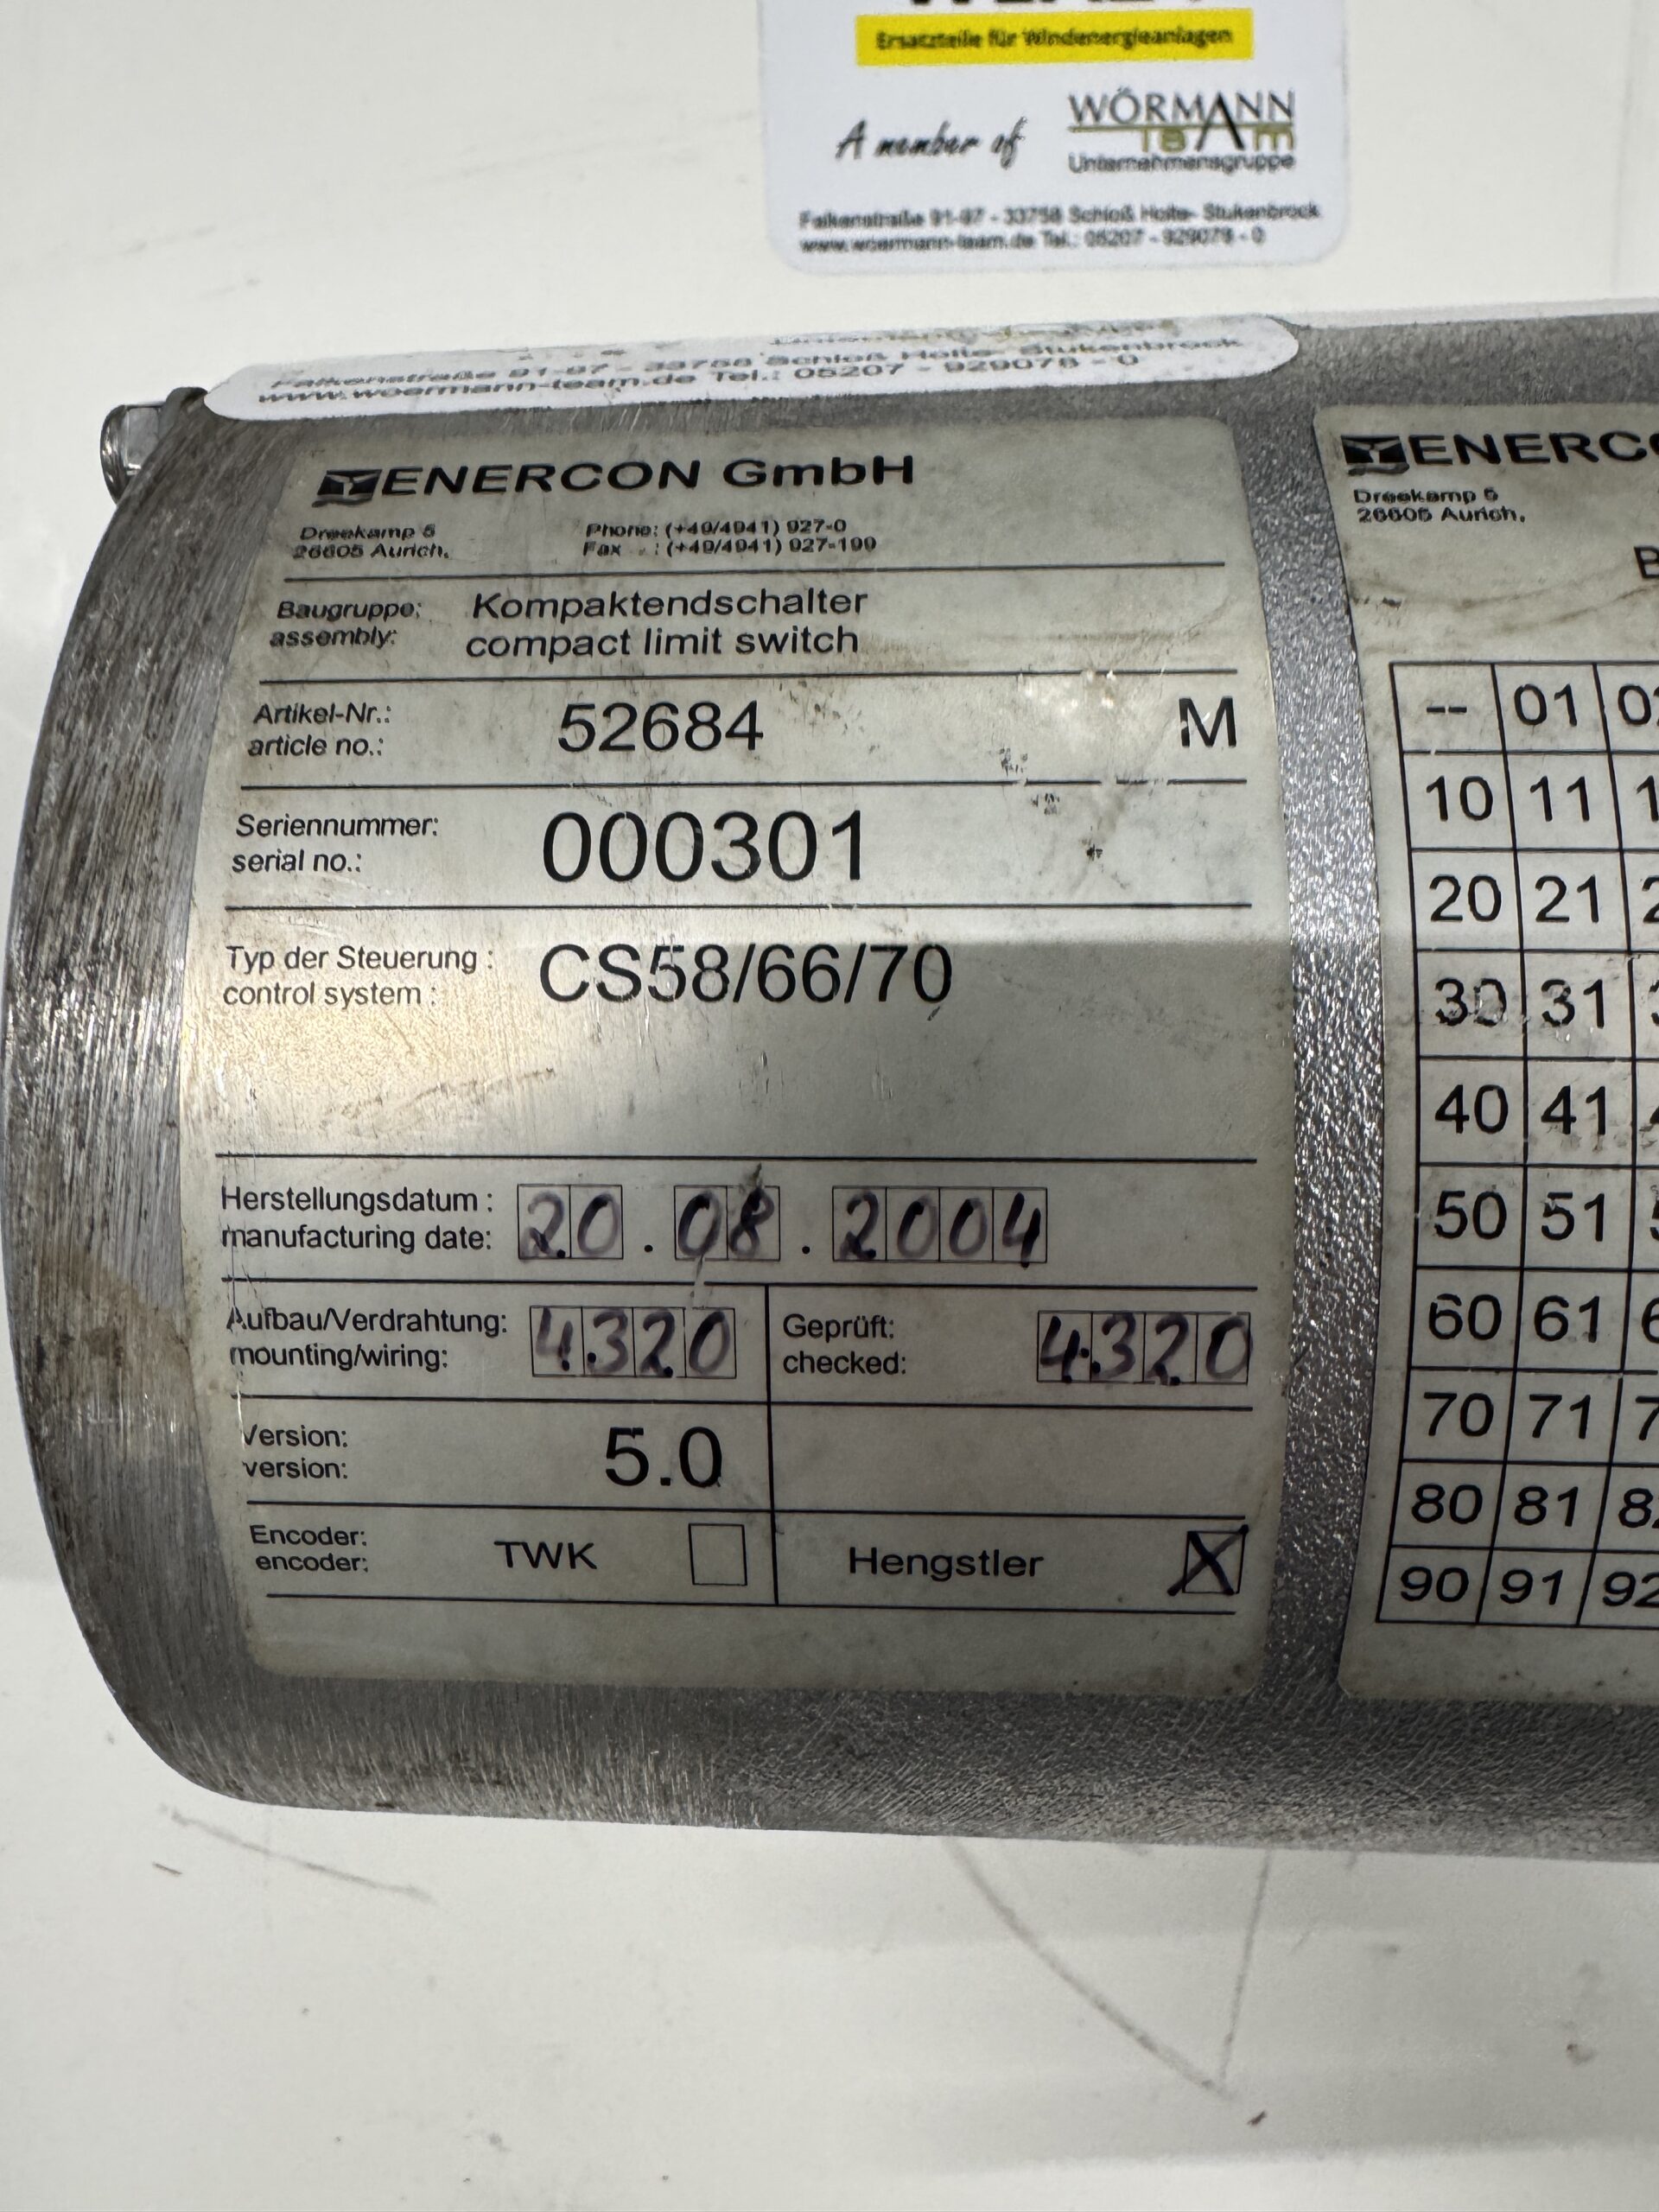 Ersatzteile für Windenergieanlagen
A member of
WÖRMANN
TEAM
Unternehmensgruppe
Falkenstraße 91-97 - 33758 Schloß Holte- Stukenbrock
www.woermann-team.de Tel.: 05207 - 929078 - 0
Falkenstraße 91-97 - 33758 Schloß Holte- Stukenbrock
www.woermann-team.de Tel.: 05207 - 929078 - 0
ENERCON GmbH
Dreekamp 5 Phone: (+49/4941) 927-0
26605 Aurich, Fax : (+49/4941) 927-199
Baugruppe: Kompaktendschalter
assembly: compact limit switch
Artikel-Nr.: 52684 M
article no.:
Seriennummer: 000301
serial no.:
Typ der Steuerung : CS58/66/70
control system :
Herstellungsdatum : 20.08.2004
manufacturing date:
Aufbau/Verdrahtung: 4320
mounting/wiring:
Geprüft: 4320
checked:
Version: 5.0
version:
Encoder: TWK Hengstler X
encoder:
Dreekamp 5
26605 Aurich,
-- 01
10 11
20 21
30 31
40 41
50 51
60 61
70 71
80 81
90 91 92